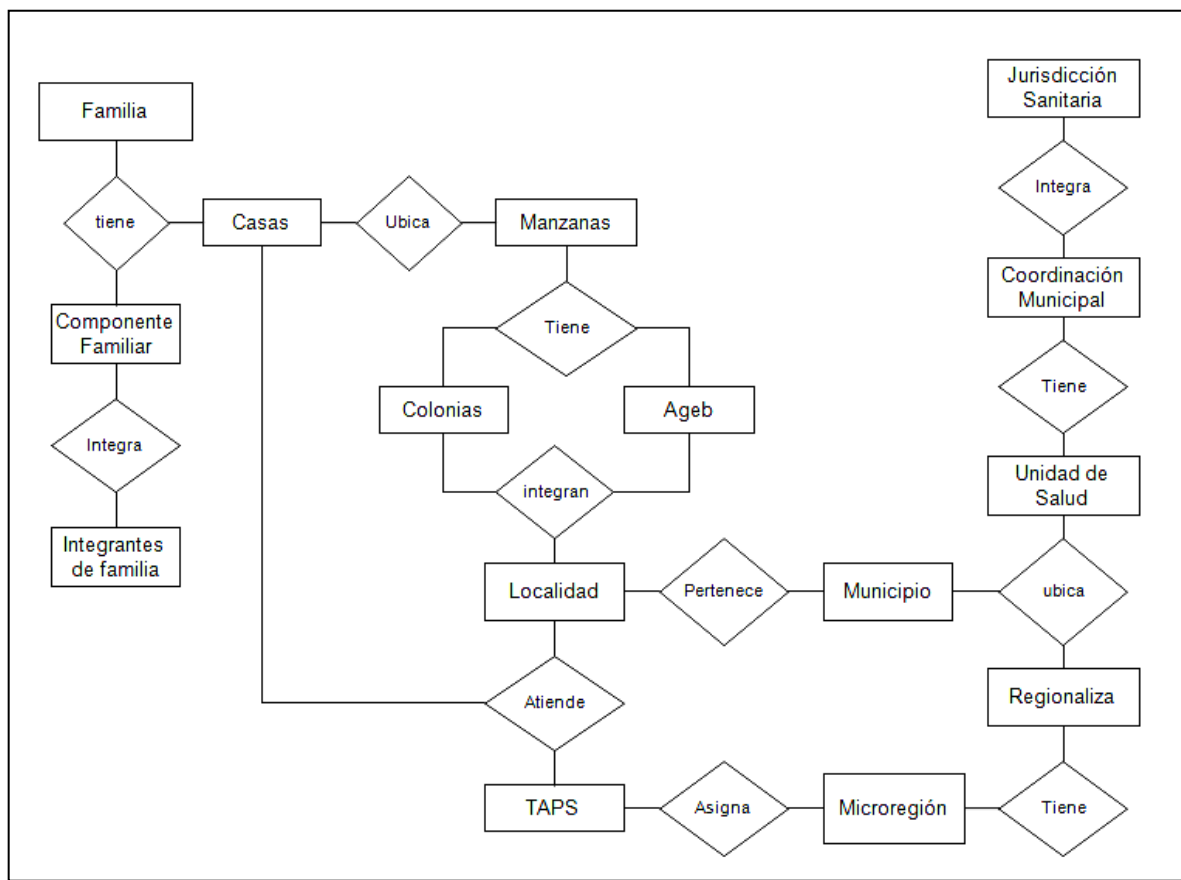 Jurisdicción
Sanitaria
Familia
Integra
tiene
Casas
Ubica
Manzanas
Coordinación
Municipal
Componente
Familiar
Tiene
Tiene
Colonias
Ageb
Integra
integran
Unidad de
Salud
Integrantes
de familia
Localidad
Pertenece
Municipio
ubica
Atiende
Regionaliza
TAPS
Asigna
Microregión
Tiene